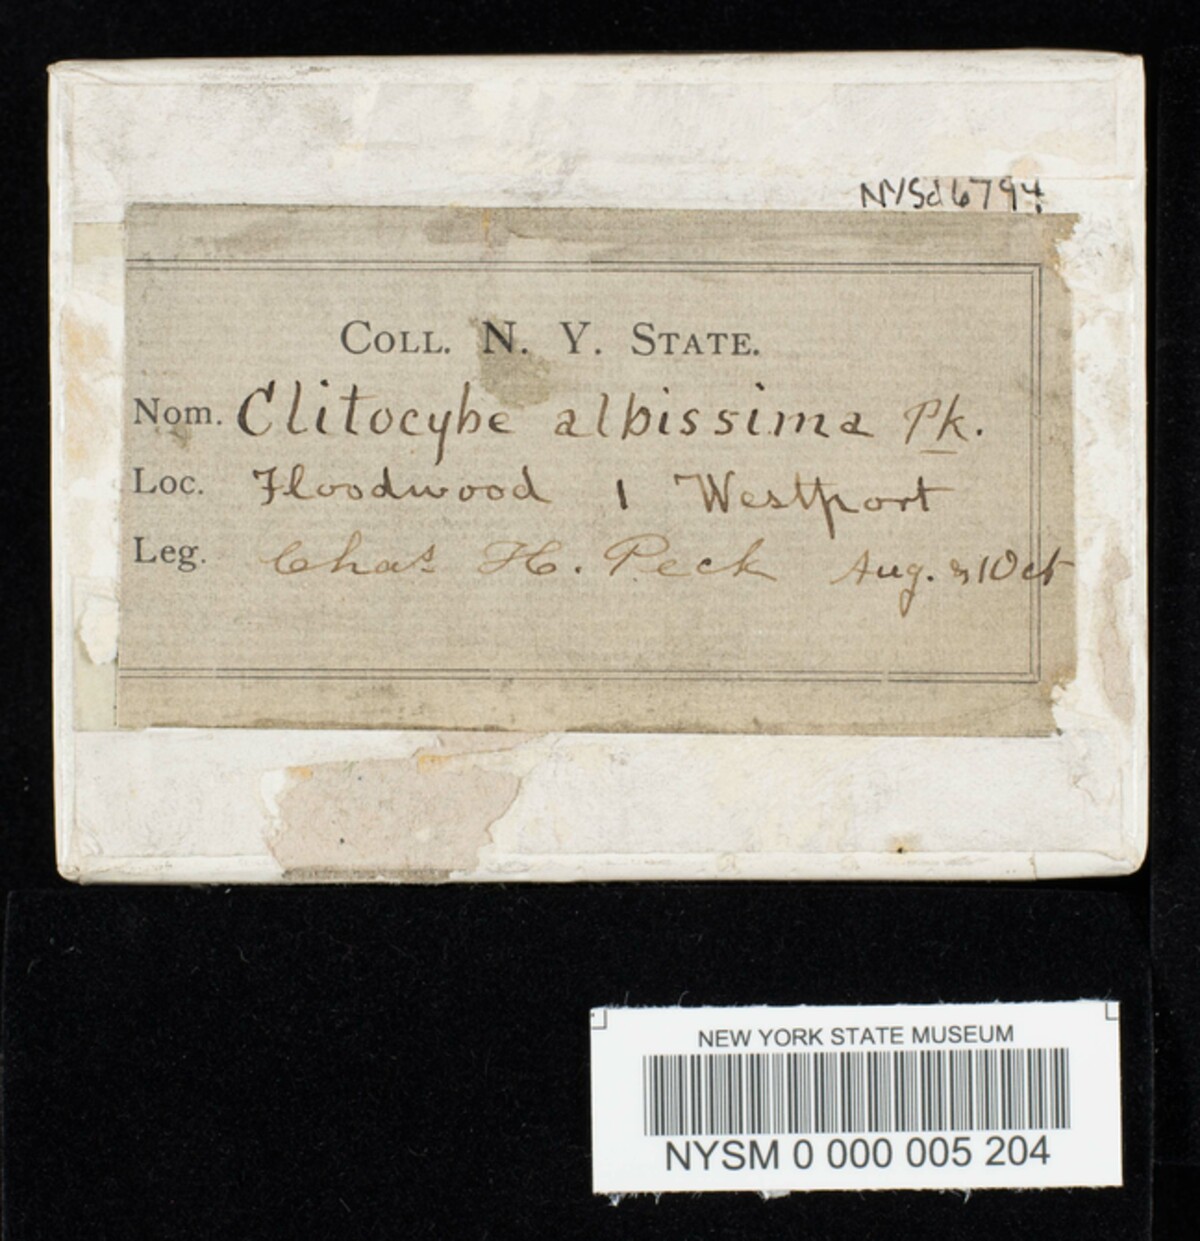 NYSd6794
COLL. N. Y. STATE.
Nom. Clitocybe albissima Pk.
Loc. Floodwood 1 Westport
Leg. Chas H. Peck Aug. & Oct
NEW YORK STATE MUSEUM
NYSM 0 000 005 204